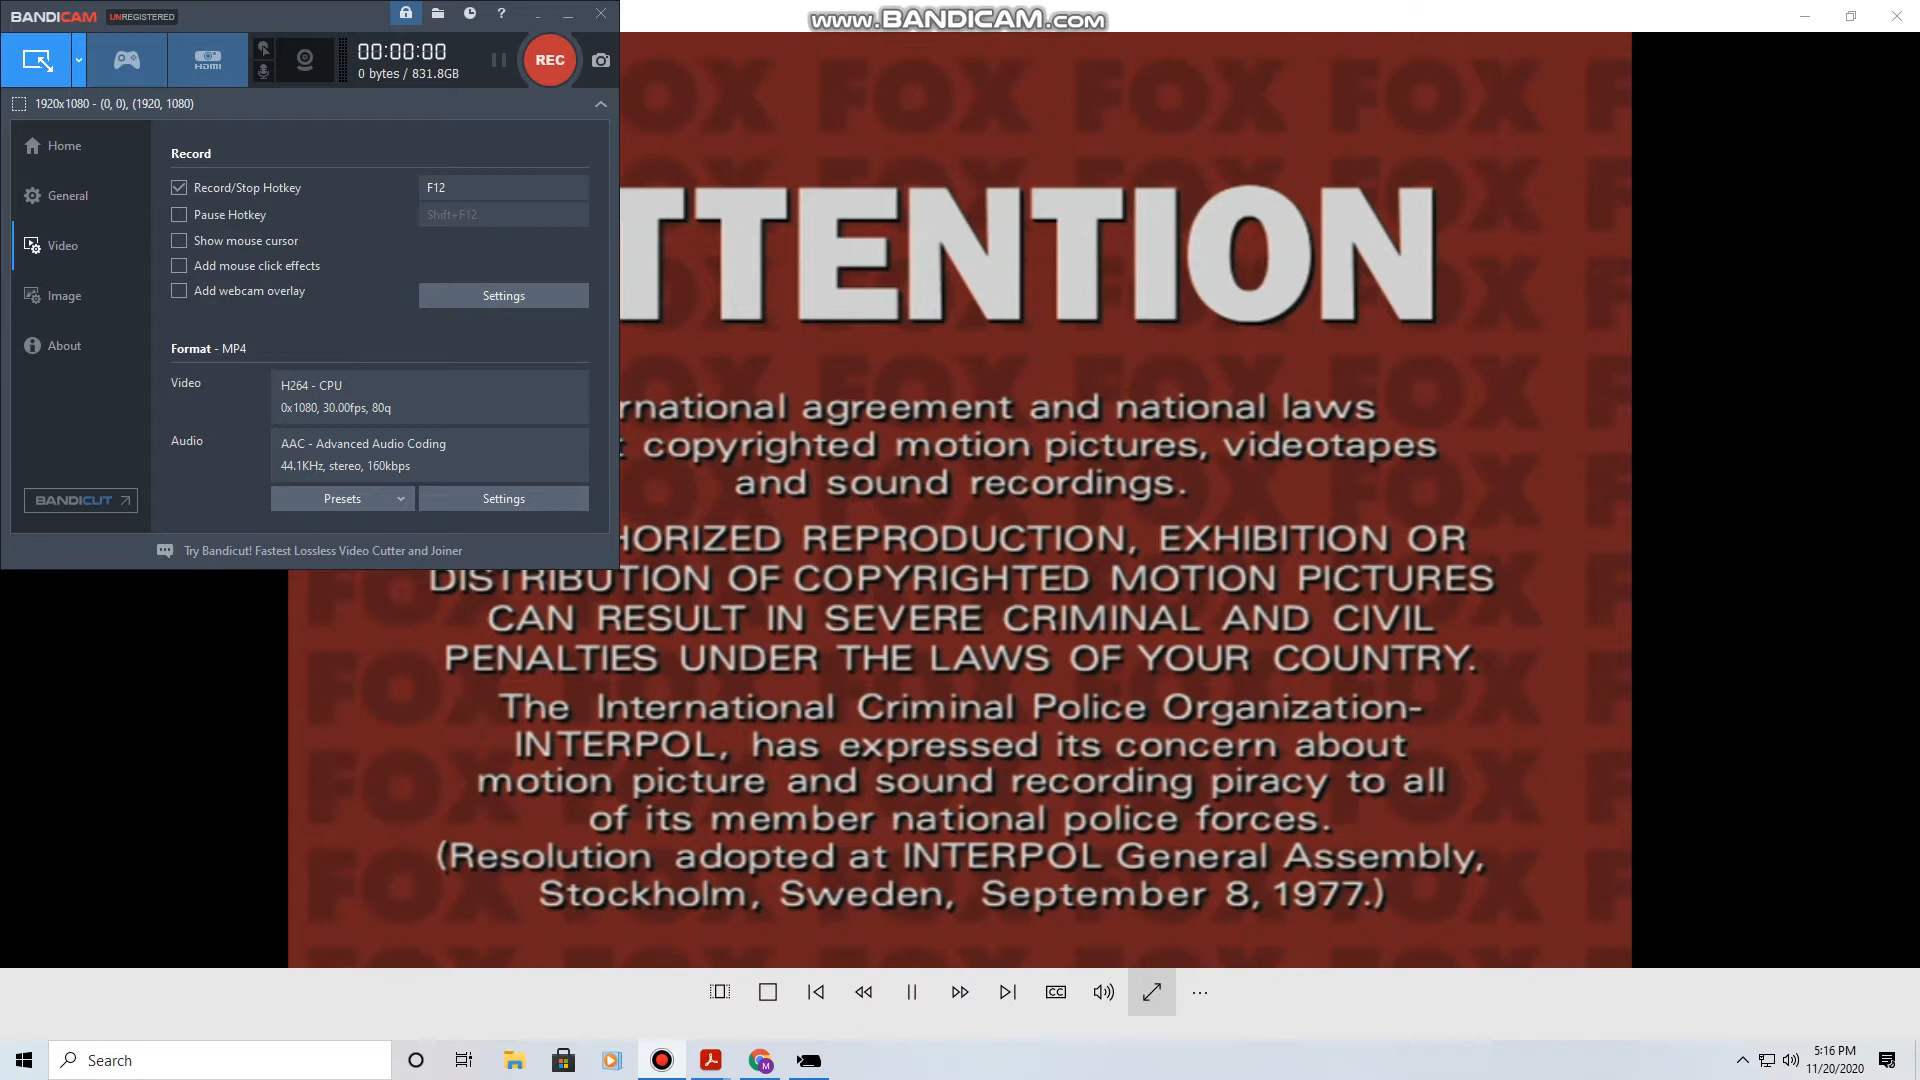 BANDICAM UNREGISTERED
?
www.BANDICAM.com
HDMI
00:00:00
0 bytes / 831.8GB
REC
1920x1080 - (0, 0), (1920, 1080)
Home
General
Video
Image
About
BANDICUT
Record
Record/Stop Hotkey F12
Pause Hotkey Shift+F12
Show mouse cursor
Add mouse click effects
Add webcam overlay
Settings
Format - MP4
Video
H264 - CPU
0x1080, 30.00fps, 80q
Audio
AAC - Advanced Audio Coding
44.1KHz, stereo, 160kbps
Presets
Settings
Try Bandicut! Fastest Lossless Video Cutter and Joiner
FOX FOX FOX FOX
TTENTION
rnational agreement and national laws
copyrighted motion pictures, videotapes
and sound recordings.
HORIZED REPRODUCTION, EXHIBITION OR
DISTRIBUTION OF COPYRIGHTED MOTION PICTURES
CAN RESULT IN SEVERE CRIMINAL AND CIVIL
PENALTIES UNDER THE LAWS OF YOUR COUNTRY.
The International Criminal Police Organization-
INTERPOL, has expressed its concern about
motion picture and sound recording piracy to all
of its member national police forces.
(Resolution adopted at INTERPOL General Assembly,
Stockholm, Sweden, September 8, 1977.)
CC
Search
M
5:16 PM
11/20/2020